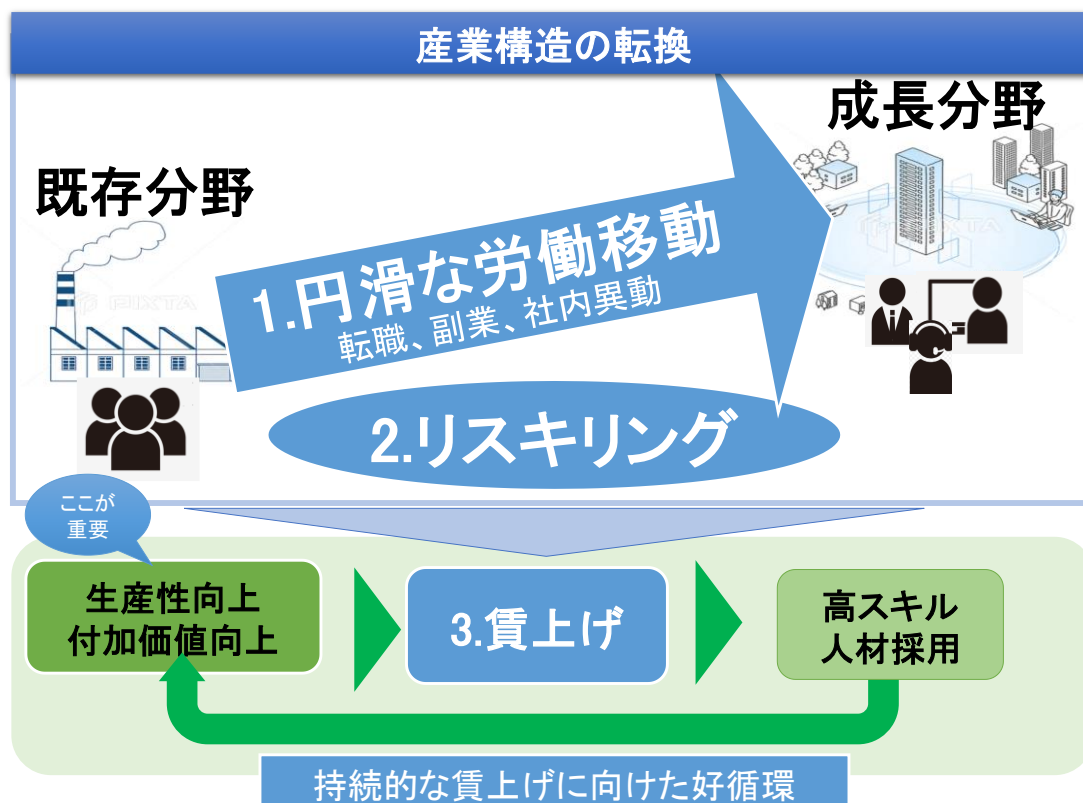 産業構造の転換
成長分野
既存分野
1.円滑な労働移動
転職、副業、社内異動
PIXTA
2.リスキリング
ここが
重要
生産性向上
付加価値向上
3.賃上げ
高スキル
人材採用
持続的な賃上げに向けた好循環